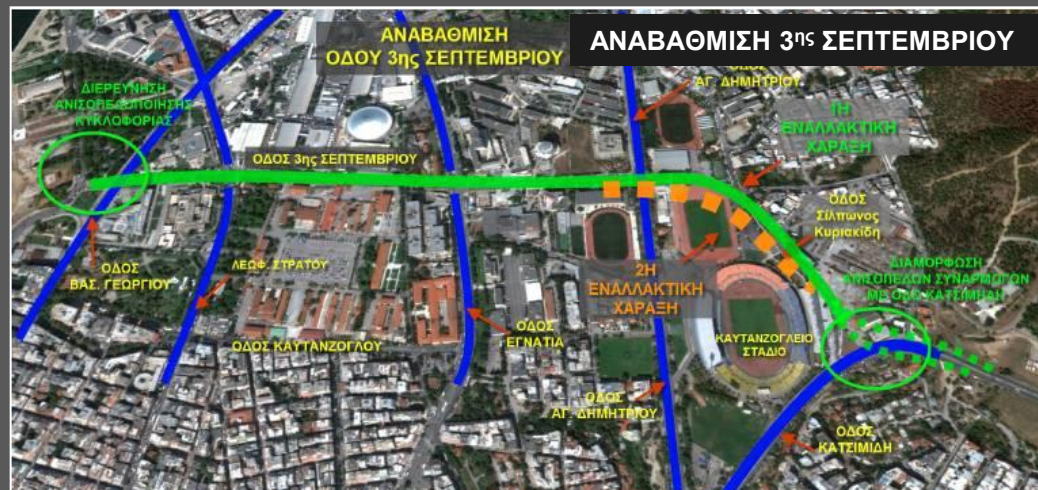 ΑΝΑΒΑΘΜΙΣΗ
ΟΔΟΥ 3ης ΣΕΠΤΕΜΒΡΙΟΥ
ΑΝΑΒΑΘΜΙΣΗ 3ης ΣΕΠΤΕΜΒΡΙΟΥ
ΟΔΟΣ
ΑΓ. ΔΗΜΗΤΡΙΟΥ
ΔΙΕΡΕΥΝΗΣΗ
ΑΝΙΣΟΠΕΔΟΠΟΙΗΣΗΣ
ΚΥΚΛΟΦΟΡΙΑΣ
1Η
ΕΝΑΛΛΑΚΤΙΚΗ
ΧΑΡΑΞΗ
ΟΔΟΣ 3ης ΣΕΠΤΕΜΒΡΙΟΥ
ΟΔΟΣ
Σίλπωνος
Κυριακίδη
ΟΔΟΣ
ΒΑΣ. ΓΕΩΡΓΙΟΥ
ΛΕΩΦ. ΣΤΡΑΤΟΥ
2Η
ΕΝΑΛΛΑΚΤΙΚΗ
ΧΑΡΑΞΗ
ΔΙΑΜΟΡΦΩΣΗ
ΑΝΙΣΟΠΕΔΩΝ ΣΥΝΑΡΜΟΓΩΝ
ΜΕ ΟΔΟ ΚΑΤΣΙΜΙΔΗ
ΟΔΟΣ ΚΑΥΤΑΝΖΟΓΛΟΥ
ΟΔΟΣ
ΕΓΝΑΤΙΑ
ΚΑΥΤΑΝΖΟΓΛΕΙΟ
ΣΤΑΔΙΟ
ΟΔΟΣ
ΑΓ. ΔΗΜΗΤΡΙΟΥ
ΟΔΟΣ
ΚΑΤΣΙΜΙΔΗ